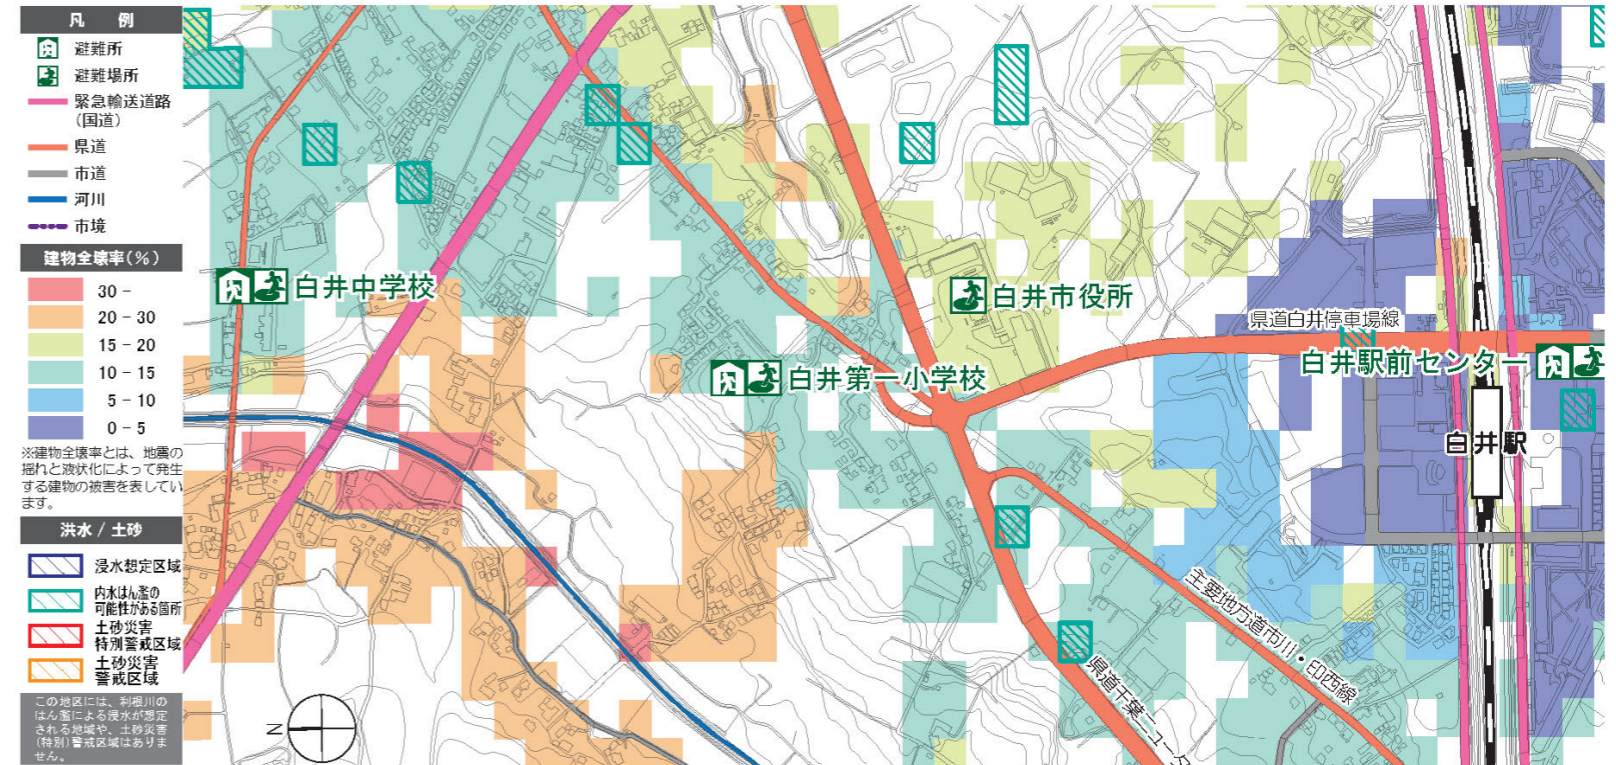 凡 例
避難所
避難場所
緊急輸送道路
(国道)
県道
市道
河川
市境
建物全壊率(%)
30 -
20 - 30
15 - 20
10 - 15
5 - 10
0 - 5
※建物全壊率とは、地震の
揺れと液状化によって発生
する建物の被害を表してい
ます。
洪水 / 土砂
浸水想定区域
内水はん濫の
可能性がある箇所
土砂災害
特別警戒区域
土砂災害
警戒区域
この地区には、利根川の
はん濫による浸水が想定
される地域や、土砂災害
(特別)警戒区域はありま
せん。
N
白井中学校
白井市役所
県道白井停車場線
白井第一小学校
白井駅前センター
白井駅
主要地方道市川・印西線
県道千葉ニュータ